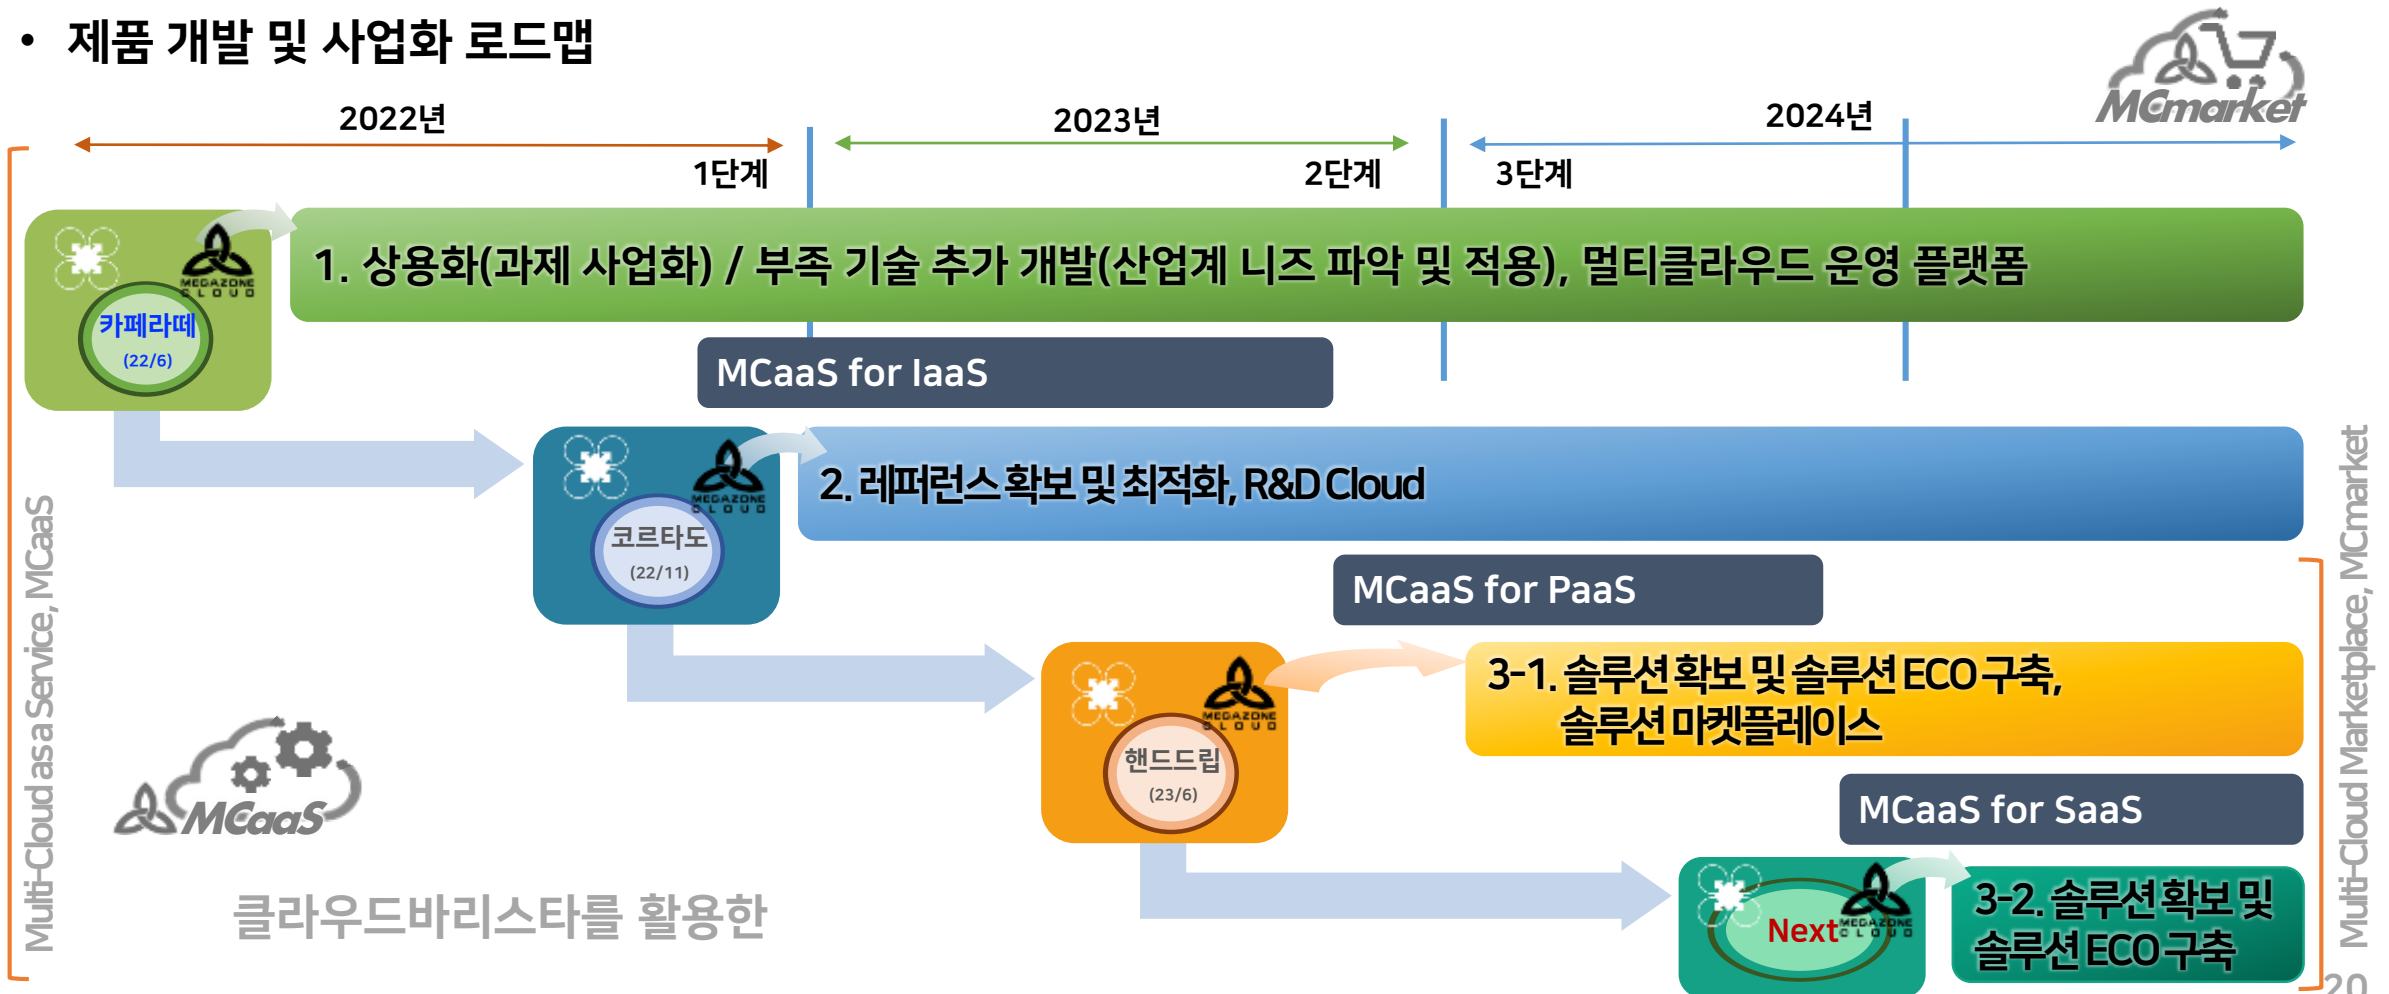 • 제품 개발 및 사업화 로드맵
MCmarket
2022년
2023년
2024년
1단계
2단계
3단계
MEGAZONE
CLOUD
카페라떼
(22/6)
1. 상용화(과제 사업화) / 부족 기술 추가 개발(산업계 니즈 파악 및 적용), 멀티클라우드 운영 플랫폼
MCaaS for IaaS
MEGAZONE
CLOUD
코르타도
(22/11)
2. 레퍼런스 확보 및 최적화, R&D Cloud
MCaaS for PaaS
MEGAZONE
CLOUD
핸드드립
(23/6)
3-1. 솔루션 확보 및 솔루션 ECO 구축,
솔루션 마켓플레이스
MCaaS for SaaS
MEGAZONE
CLOUD
Next
3-2. 솔루션 확보 및
솔루션 ECO 구축
Multi-Cloud as a Service, MCaaS
MCaaS
클라우드바리스타를 활용한
Multi-Cloud Marketplace, MCmarket
20